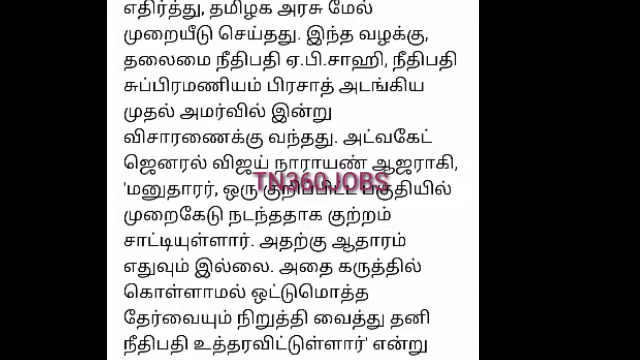 எதிர்த்து, தமிழக அரசு மேல்
முறையீடு செய்தது. இந்த வழக்கு,
தலைமை நீதிபதி ஏ.பி.சாஹி, நீதிபதி
சுப்பிரமணியம் பிரசாத் அடங்கிய
முதல் அமர்வில் இன்று
விசாரணைக்கு வந்தது. அட்வகேட்
ஜெனரல் விஜய் நாராயண் ஆஜராகி,
TN360JOBS
'மனுதாரர், ஒரு குறிப்பிட்ட பகுதியில்
முறைகேடு நடந்ததாக குற்றம்
சாட்டியுள்ளார். அதற்கு ஆதாரம்
எதுவும் இல்லை. அதை கருத்தில்
கொள்ளாமல் ஒட்டுமொத்த
தேர்வையும் நிறுத்தி வைத்து தனி
நீதிபதி உத்தரவிட்டுள்ளார்' என்று